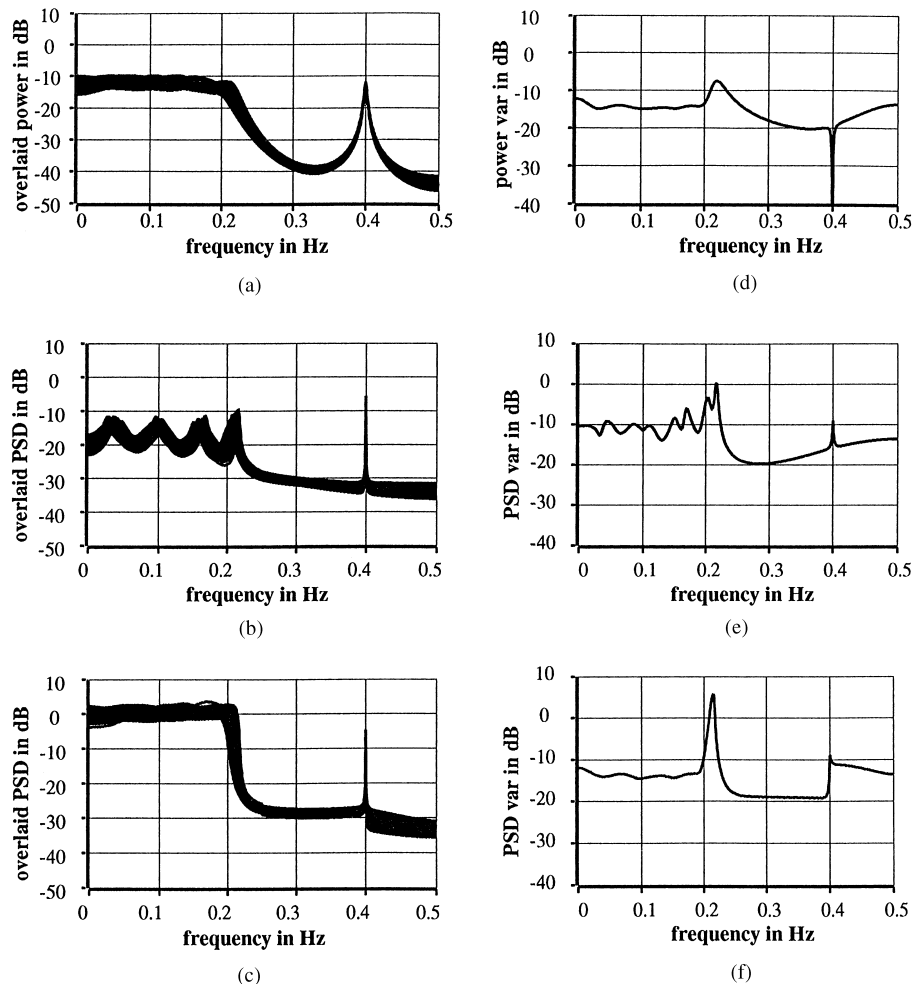 overlaid power in dB
10
0
-10
-20
-30
-40
-50
0 0.1 0.2 0.3 0.4 0.5
frequency in Hz
(a)
power var in dB
10
0
-10
-20
-30
-40
0 0.1 0.2 0.3 0.4 0.5
frequency in Hz
(d)
overlaid PSD in dB
10
0
-10
-20
-30
-40
-50
0 0.1 0.2 0.3 0.4 0.5
frequency in Hz
(b)
PSD var in dB
10
0
-10
-20
-30
-40
0 0.1 0.2 0.3 0.4 0.5
frequency in Hz
(e)
overlaid PSD in dB
10
0
-10
-20
-30
-40
-50
0 0.1 0.2 0.3 0.4 0.5
frequency in Hz
(c)
PSD var in dB
10
0
-10
-20
-30
-40
0 0.1 0.2 0.3 0.4 0.5
frequency in Hz
(f)